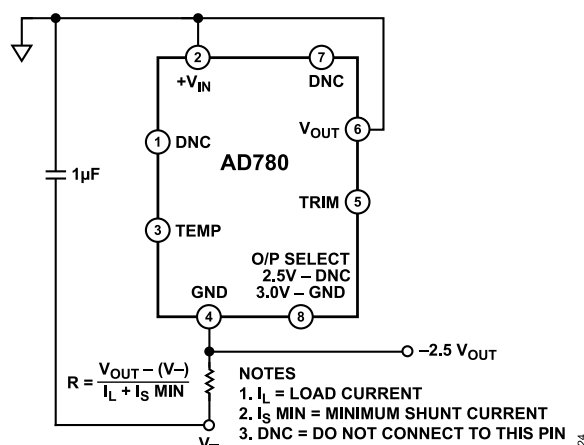 2
7
+VIN
DNC
VOUT
6
1
DNC
AD780
1µF
TRIM
5
3
TEMP
O/P SELECT
2.5V – DNC
3.0V – GND
GND
4
8
–2.5 VOUT
R = VOUT – (V–)
IL + IS MIN
NOTES
1. IL = LOAD CURRENT
2. IS MIN = MINIMUM SHUNT CURRENT
3. DNC = DO NOT CONNECT TO THIS PIN
V–